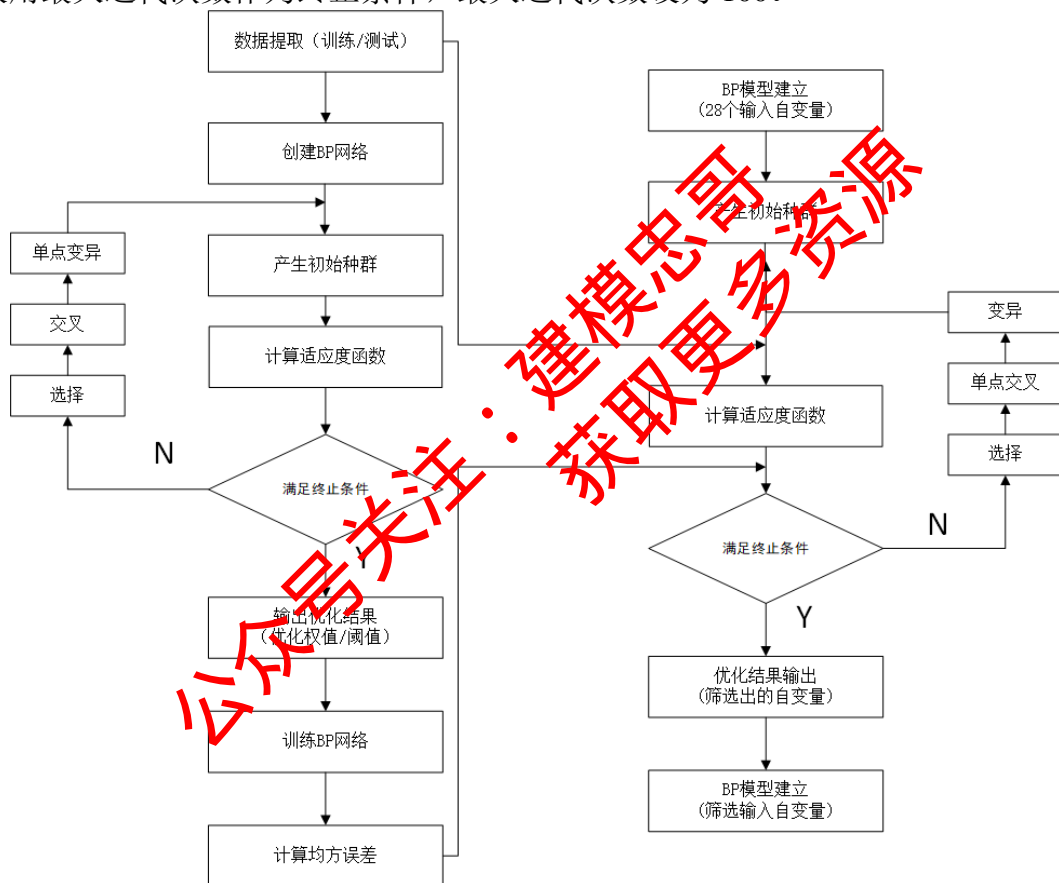 数据提取（训练/测试）
创建BP网络
单点变异
交叉
选择
产生初始种群
计算适应度函数
N
满足终止条件
Y
输出优化结果
（优化权值/阈值）
训练BP网络
计算均方误差
BP模型建立
(28个输入自变量)
产生初始种群
变异
单点交叉
选择
计算适应度函数
N
满足终止条件
Y
优化结果输出
(筛选出的自变量)
BP模型建立
(筛选输入自变量)
公众号关注：建模忠哥
获取更多资源